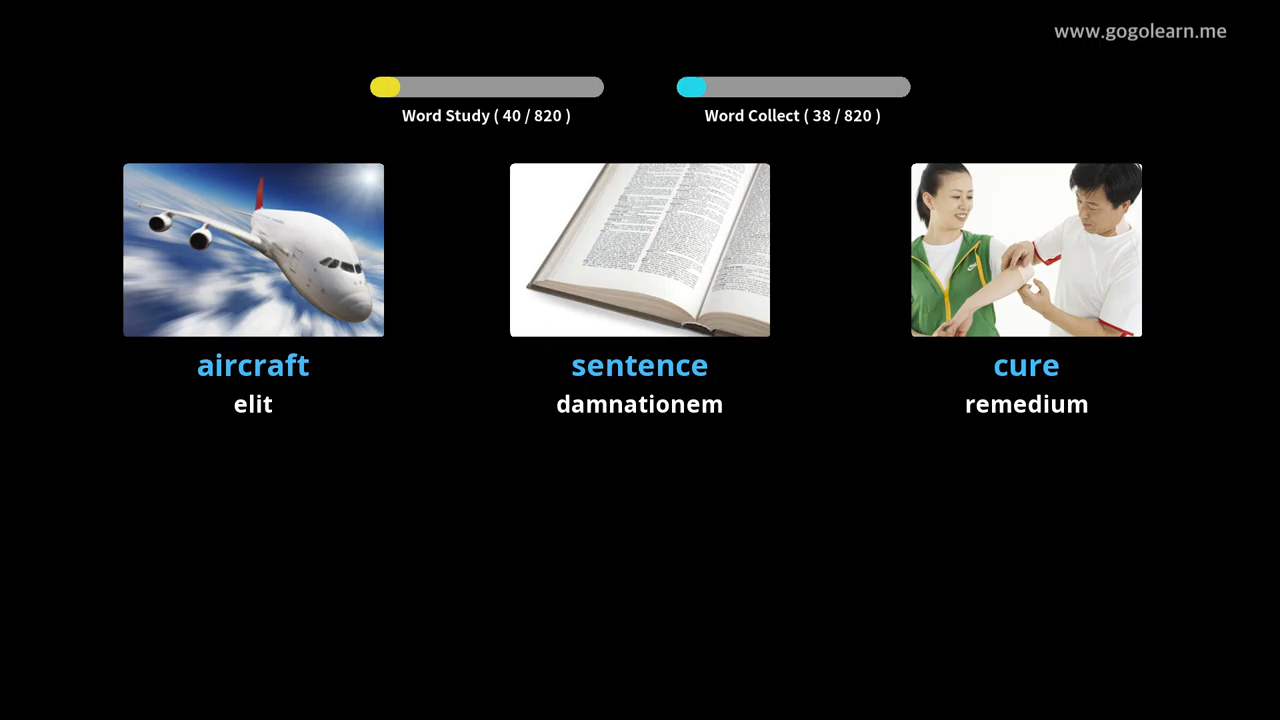 www.gogolearn.me
Word Study ( 40 / 820 )
Word Collect ( 38 / 820 )
aircraft
elit
sentence
damnationem
cure
remedium